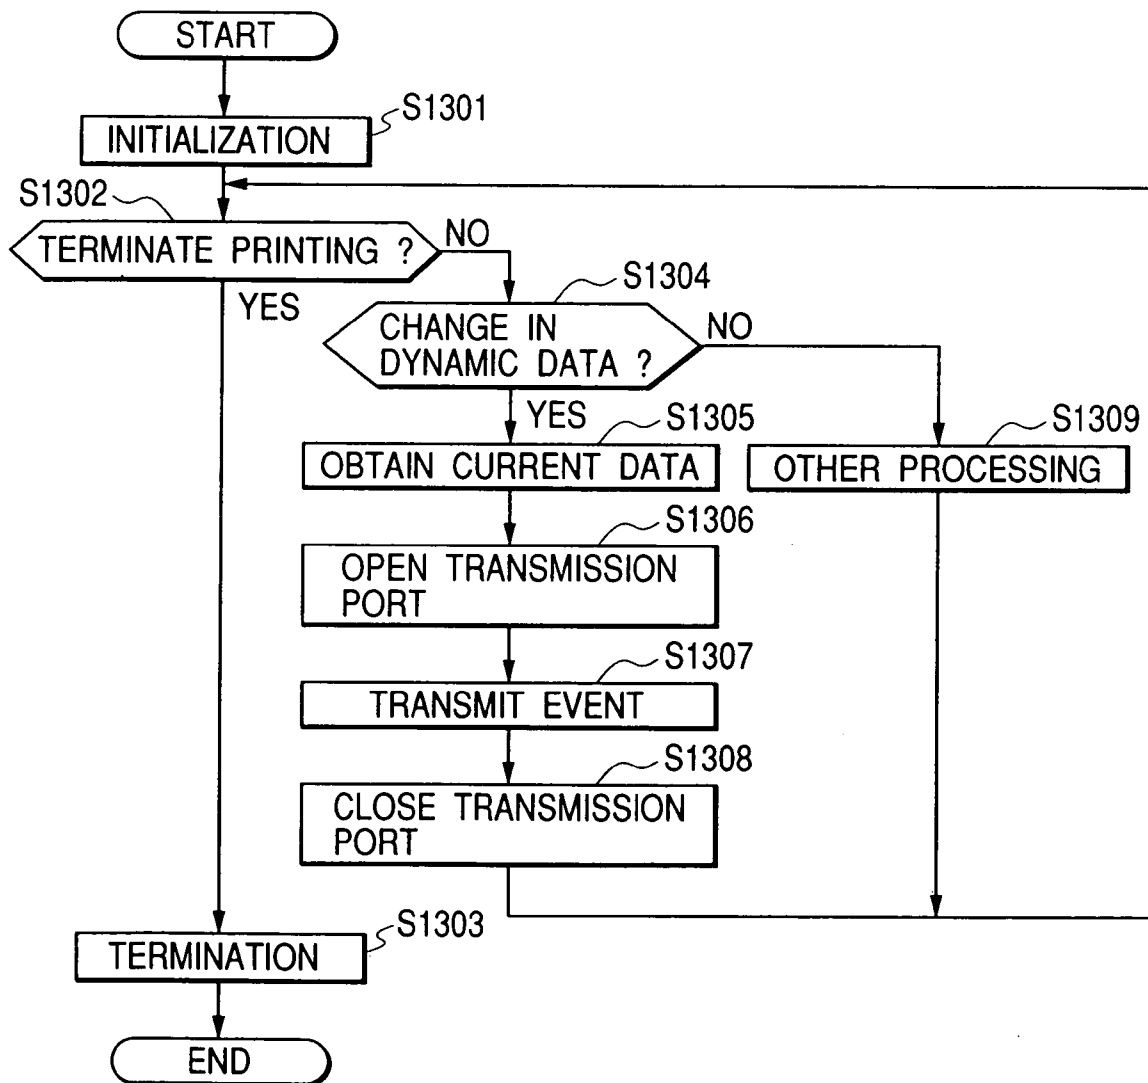 START
S1301
INITIALIZATION
S1302
TERMINATE PRINTING ?
NO
YES
S1304
CHANGE IN
DYNAMIC DATA ?
NO
YES
S1305
OBTAIN CURRENT DATA
S1309
OTHER PROCESSING
S1306
OPEN TRANSMISSION
PORT
S1307
TRANSMIT EVENT
S1308
CLOSE TRANSMISSION
PORT
S1303
TERMINATION
END